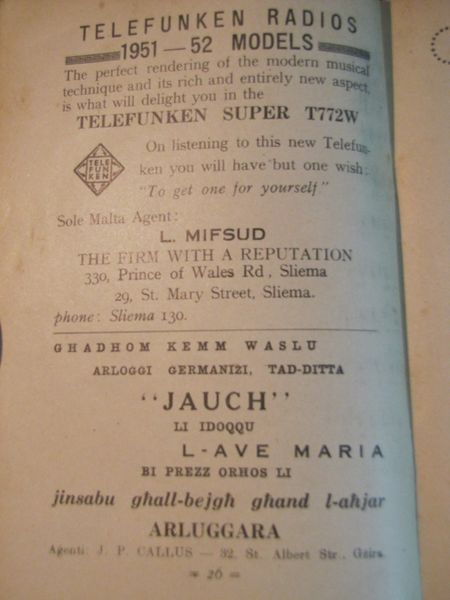 TELEFUNKEN RADIOS
1951 — 52 MODELS
The perfect rendering of the modern musical
technique and its rich and entirely new aspect,
is what will delight you in the
TELEFUNKEN SUPER T772W
TELE
FUN
KEN
On listening to this new Telefun-
ken you will have but one wish:
"To get one for yourself"
Sole Malta Agent:
L. MIFSUD
THE FIRM WITH A REPUTATION
330, Prince of Wales Rd, Sliema
29, St. Mary Street, Sliema.
phone: Sliema 130.
GHADHOM KEMM WASLU
ARLOGGI GERMANIZI, TAD-DITTA
"JAUCH"
LI IDOQQU
L-AVE MARIA
BI PREZZ ORHOS LI
jinsabu ghall-bejgh ghand l-ahjar
ARLUGGARA
Agenti: J. P. CALLUS — 32, St. Albert Str., Gzira.
= 26 =